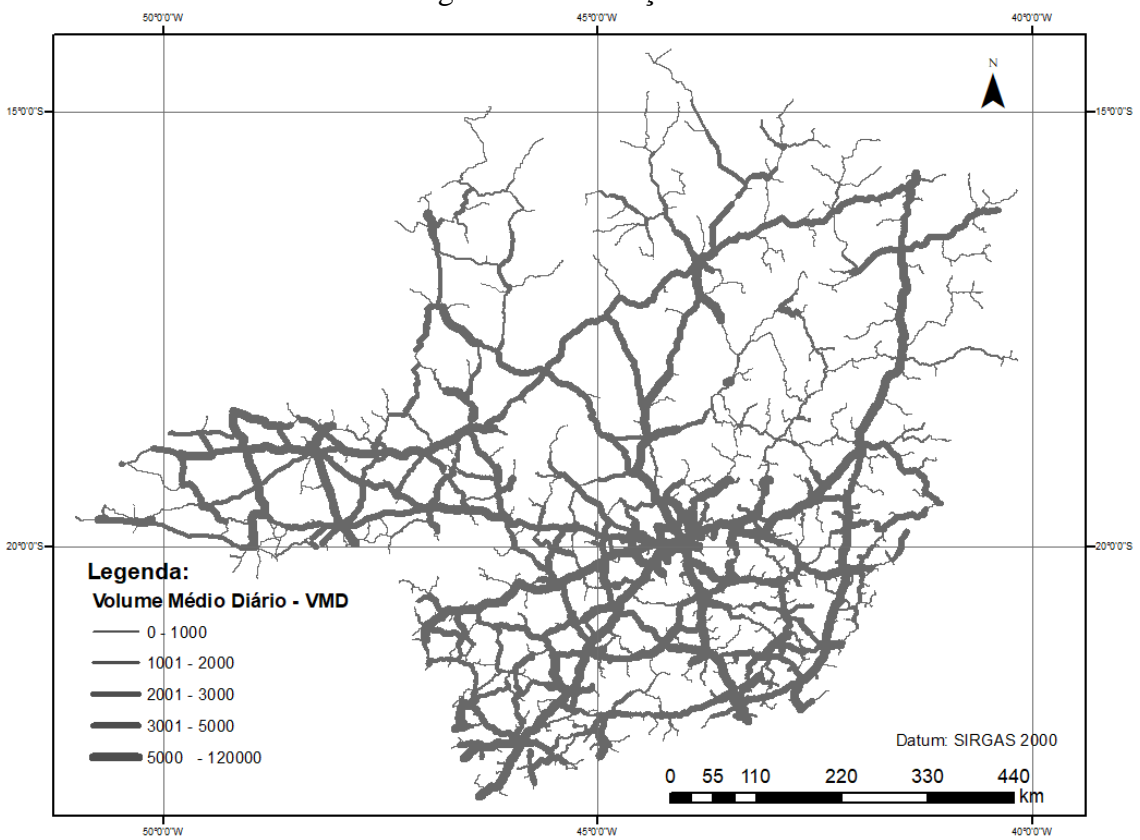 50°0'0"W 45°0'0"W 40°0'0"W
N
15°0'0"S 15°0'0"S
20°0'0"S 20°0'0"S
Legenda:
Volume Médio Diário - VMD
0 - 1000
1001 - 2000
2001 - 3000
3001 - 5000
5000 - 120000
Datum: SIRGAS 2000
0 55 110 220 330 440
km
50°0'0"W 45°0'0"W 40°0'0"W